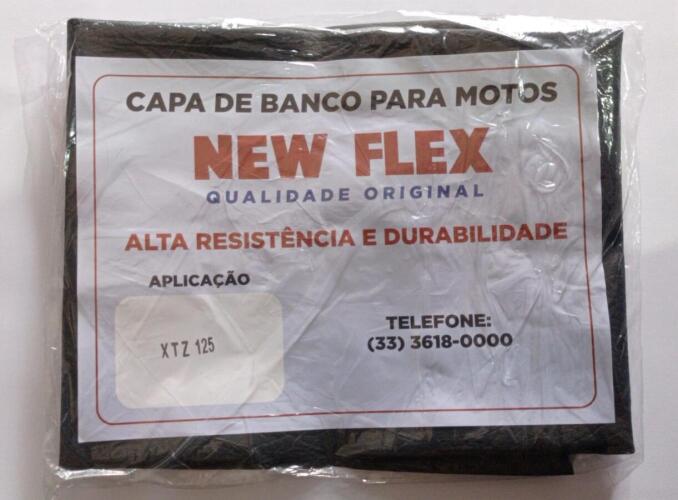 CAPA DE BANCO PARA MOTOS
NEW FLEX
QUALIDADE ORIGINAL
ALTA RESISTÊNCIA E DURABILIDADE
APLICAÇÃO
XTZ 125
TELEFONE:
(33) 3618-0000